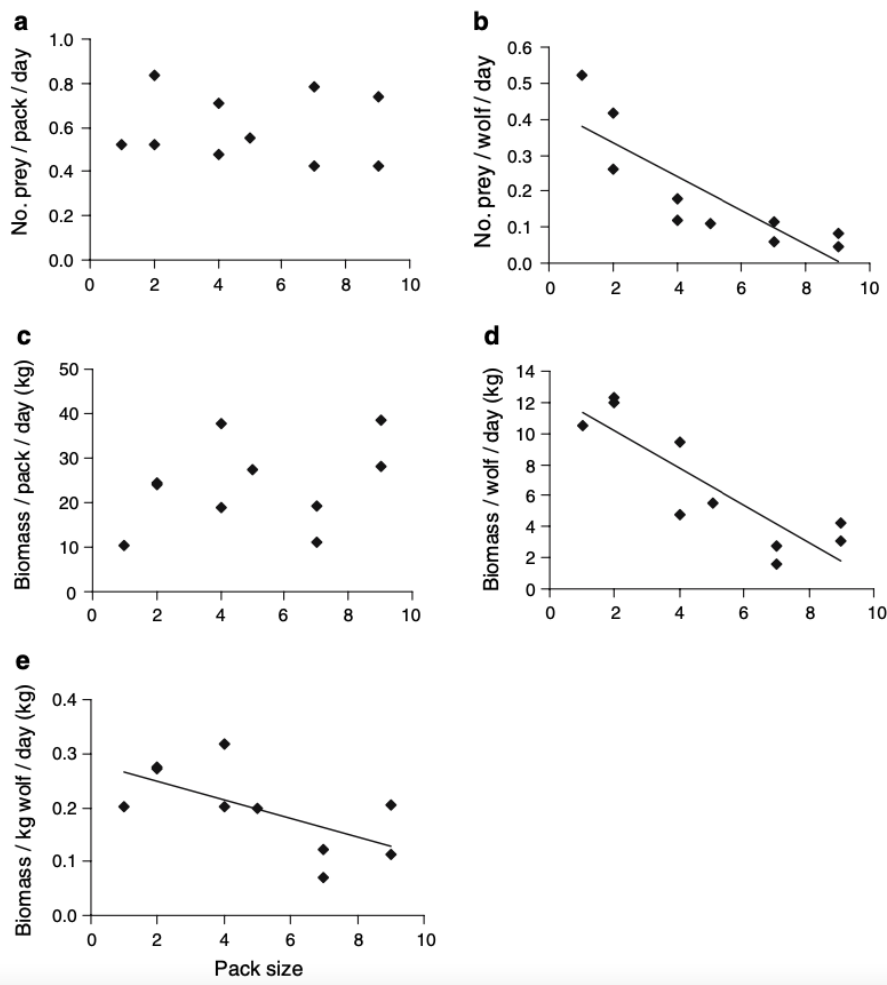 a
No. prey / pack / day
1.0
0.8
0.6
0.4
0.2
0.0
0 2 4 6 8 10
b
No. prey / wolf / day
0.6
0.5
0.4
0.3
0.2
0.1
0.0
0 2 4 6 8 10
c
Biomass / pack / day (kg)
50
40
30
20
10
0
0 2 4 6 8 10
d
Biomass / wolf / day (kg)
14
12
10
8
6
4
2
0
0 2 4 6 8 10
e
Biomass / kg wolf / day (kg)
0.4
0.3
0.2
0.1
0.0
0 2 4 6 8 10
Pack size